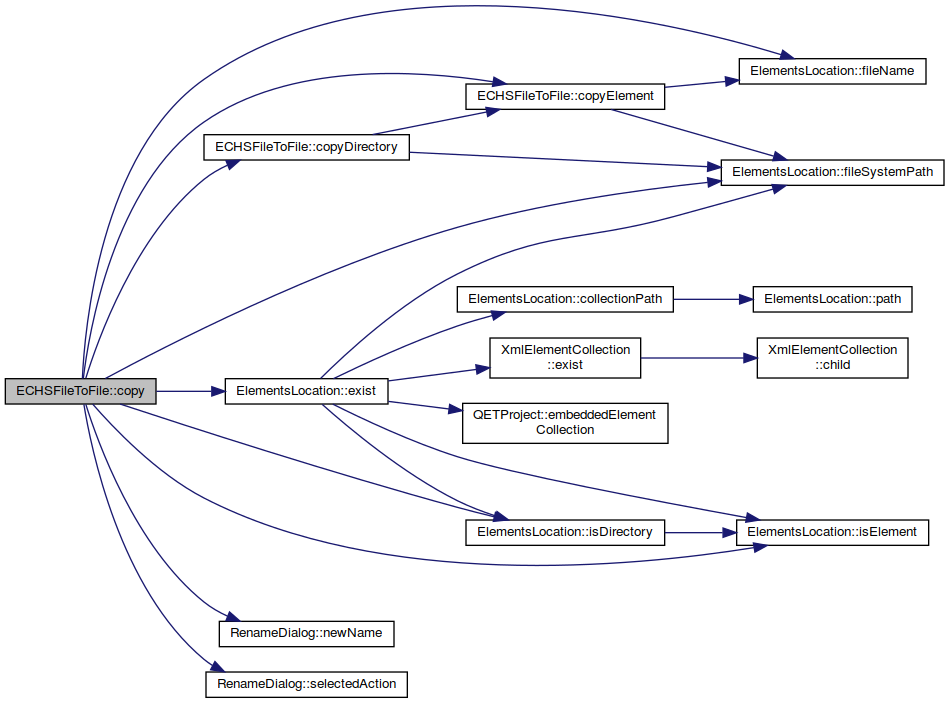 ElementsLocation::fileName
ECHSFileToFile::copyElement
ECHSFileToFile::copyDirectory
ElementsLocation::fileSystemPath
ElementsLocation::collectionPath
ElementsLocation::path
XmlElementCollection
::exist
XmlElementCollection
::child
ECHSFileToFile::copy
ElementsLocation::exist
QETProject::embeddedElement
Collection
ElementsLocation::isDirectory
ElementsLocation::isElement
RenameDialog::newName
RenameDialog::selectedAction